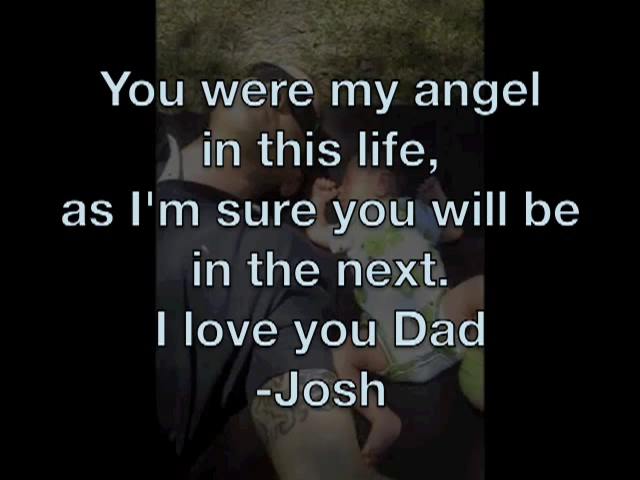 You were my angel
in this life,
as I'm sure you will be
in the next.
I love you Dad
-Josh